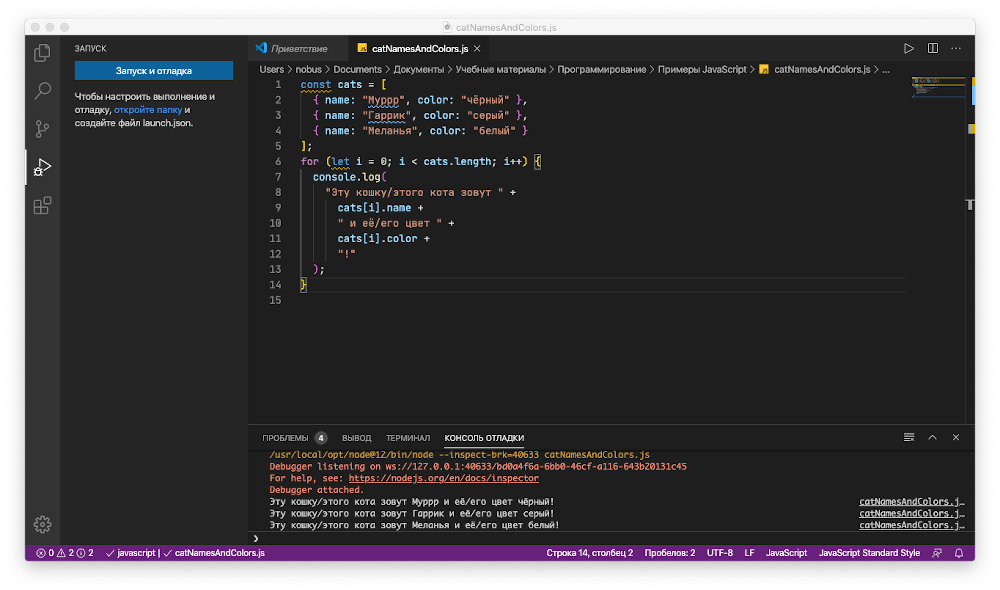 catNamesAndColors.js
ЗАПУСК
Запуск и отладка
Чтобы настроить выполнение и
отладку, откройте папку и
создайте файл launch.json.
Приветствие
catNamesAndColors.js
Users > nobus > Documents > Документы > Учебные материалы > Программирование > Примеры JavaScript > catNamesAndColors.js > ...
1 const cats = [
2 { name: "Муррр", color: "чёрный" },
3 { name: "Гаррик", color: "серый" },
4 { name: "Меланья", color: "белый" }
5 ];
6 for (let i = 0; i < cats.length; i++) {
7 console.log(
8 "Эту кошку/этого кота зовут " +
9 cats[i].name +
10 " и её/его цвет " +
11 cats[i].color +
12 "!"
13 );
14 }
15
ПРОБЛЕМЫ 4 ВЫВОД ТЕРМИНАЛ КОНСОЛЬ ОТЛАДКИ
/usr/local/opt/node@12/bin/node --inspect-brk=40633 catNamesAndColors.js
Debugger listening on ws://127.0.0.1:40633/bd0a4f6a-6bb0-46cf-a116-643b20131c45
For help, see: https://nodejs.org/en/docs/inspector
Debugger attached.
Эту кошку/этого кота зовут Муррр и её/его цвет чёрный! catNamesAndColors.j…
Эту кошку/этого кота зовут Гаррик и её/его цвет серый! catNamesAndColors.j…
Эту кошку/этого кота зовут Меланья и её/его цвет белый! catNamesAndColors.j…
0 2 2 javascript | catNamesAndColors.js Строка 14, столбец 2 Пробелов: 2 UTF-8 LF JavaScript JavaScript Standard Style